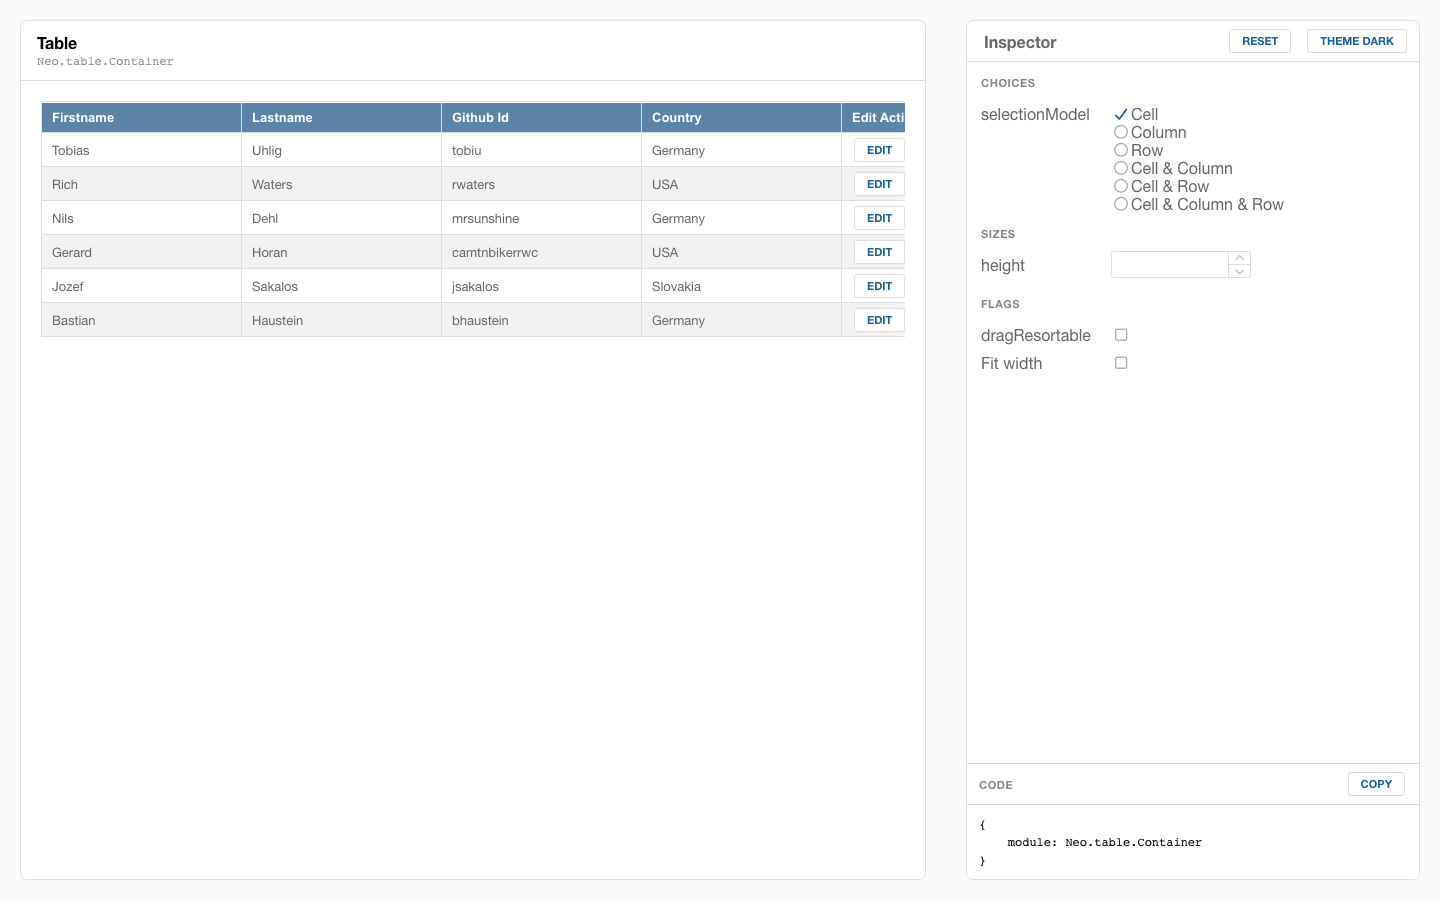 Table
Neo.table.Container
Firstname Lastname Github Id Country Edit Acti
Tobias Uhlig tobiu Germany EDIT
Rich Waters rwaters USA EDIT
Nils Dehl mrsunshine Germany EDIT
Gerard Horan camtnbikerrwc USA EDIT
Jozef Sakalos jsakalos Slovakia EDIT
Bastian Haustein bhaustein Germany EDIT
Inspector RESET THEME DARK
CHOICES
selectionModel Cell
Column
Row
Cell & Column
Cell & Row
Cell & Column & Row
SIZES
height
FLAGS
dragResortable
Fit width
CODE COPY
{
module: Neo.table.Container
}